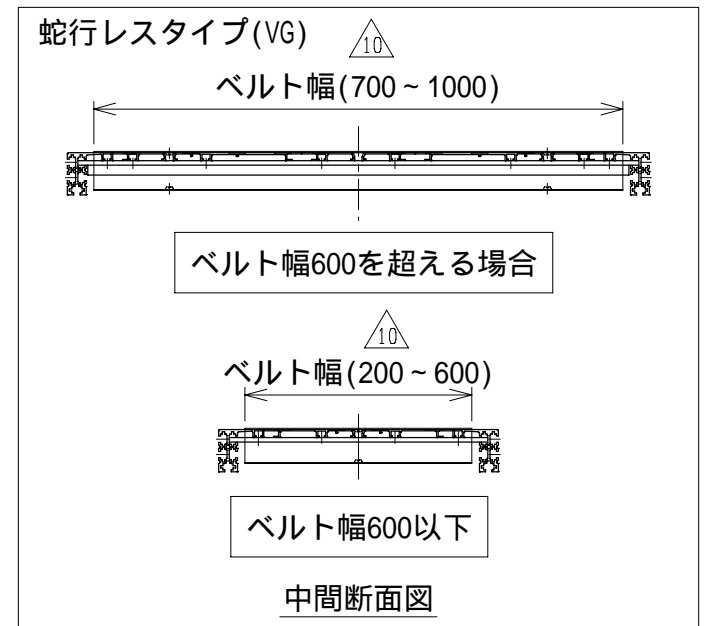 蛇行レスタイプ(VG)
10
ベルト幅(700~1000)
ベルト幅600を超える場合
10
ベルト幅(200~600)
ベルト幅600以下
中間断面図